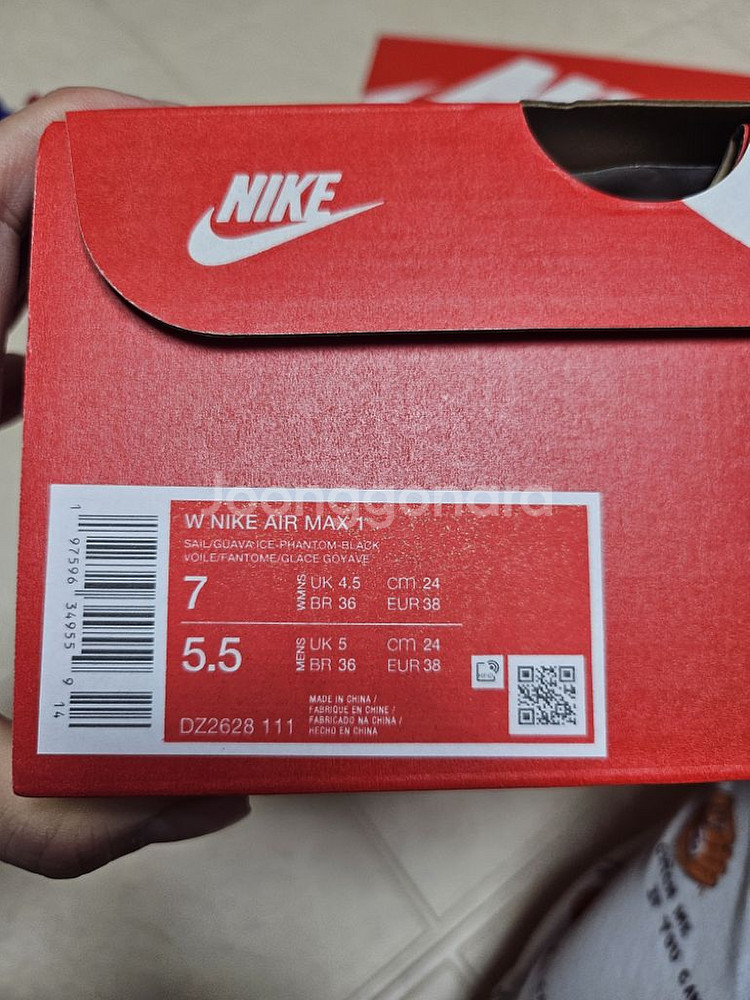 NIKE
Joonggonara
W NIKE AIR MAX 1
SAIL/GUAVA ICE-PHANTOM-BLACK
VOILE/FANTOME/GLACE GOYAVE
7 WMNS UK 4.5 cm 24
BR 36 EUR 38
5.5 MENS UK 5 cm 24
BR 36 EUR 38
MADE IN CHINA /
FABRIQUE EN CHINE /
FABRICADO NA CHINA /
HECHO EN CHINA
DZ2628 111
1 97596 34955 9 14